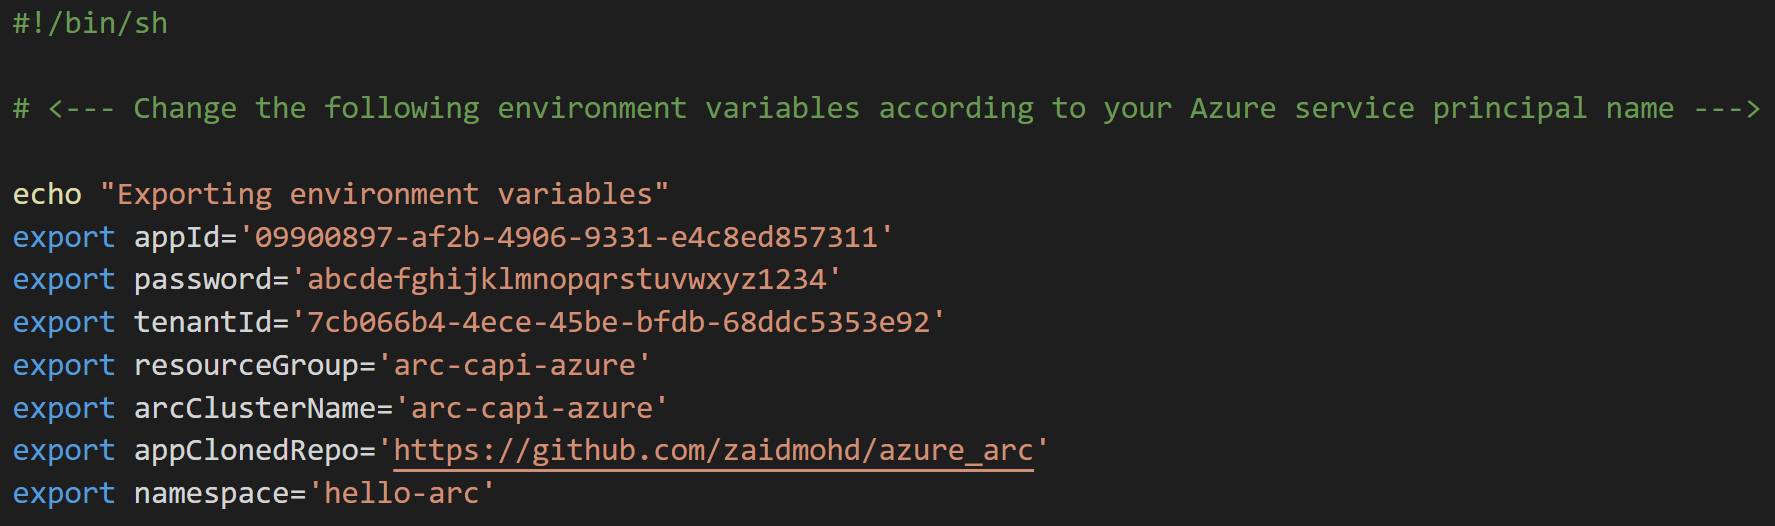 #!/bin/sh
# <--- Change the following environment variables according to your Azure service principal name --->
echo "Exporting environment variables"
export appId='09900897-af2b-4906-9331-e4c8ed857311'
export password='abcdefghijklmnopqrstuvwxyz1234'
export tenantId='7cb066b4-4ece-45be-bfdb-68ddc5353e92'
export resourceGroup='arc-capi-azure'
export arcClusterName='arc-capi-azure'
export appClonedRepo='https://github.com/zaidmohd/azure_arc'
export namespace='hello-arc'